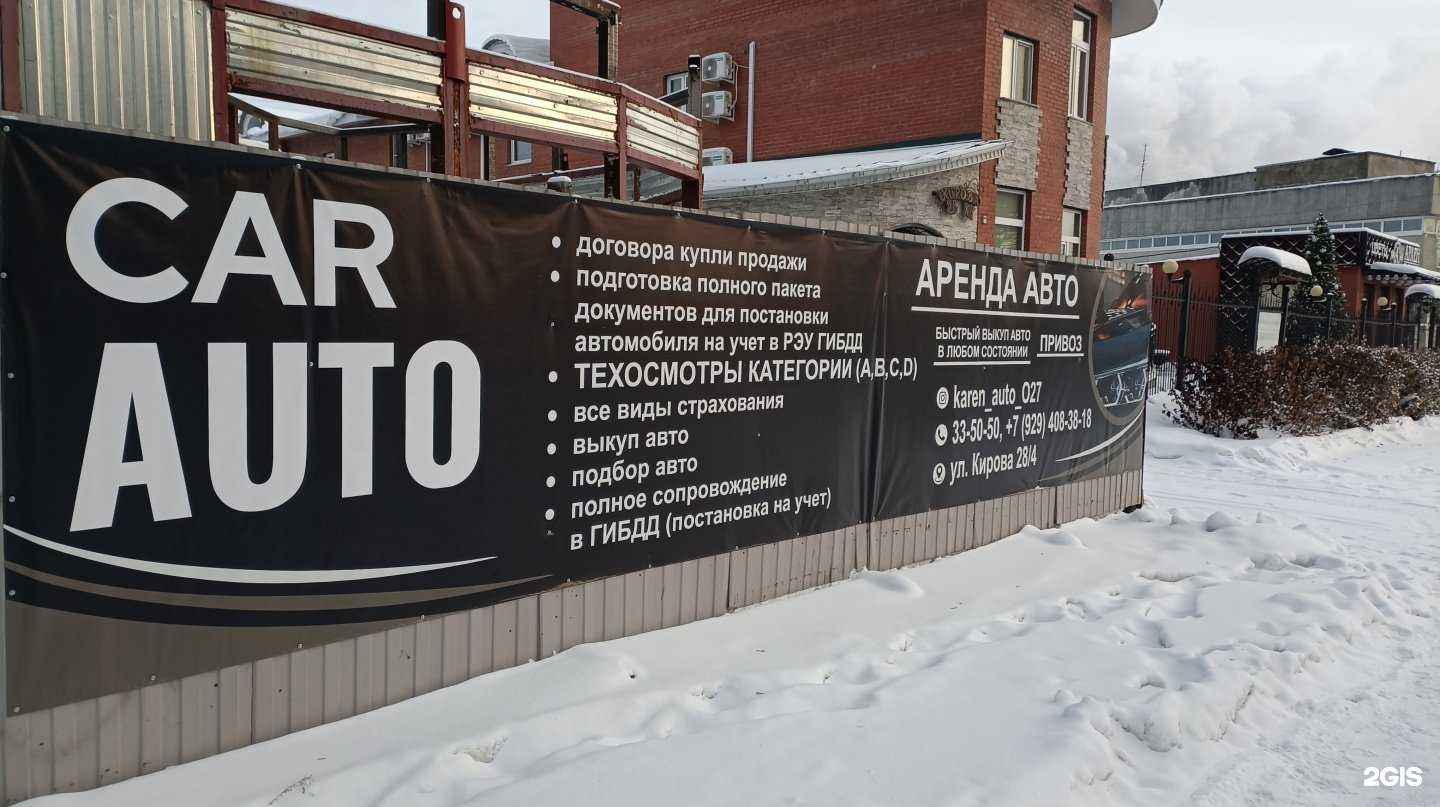 CAR
AUTO
• договора купли продажи
• подготовка полного пакета
документов для постановки
автомобиля на учет в РЭУ ГИБДД
• ТЕХОСМОТРЫ КАТЕГОРИИ (A,B,C,D)
• все виды страхования
• выкуп авто
• подбор авто
• полное сопровождение
в ГИБДД (постановка на учет)
АРЕНДА АВТО
БЫСТРЫЙ ВЫКУП АВТО
В ЛЮБОМ СОСТОЯНИИ
ПРИВОЗ
karen_auto_O27
33-50-50, +7 (929) 408-38-18
ул. Кирова 28/4
2GIS